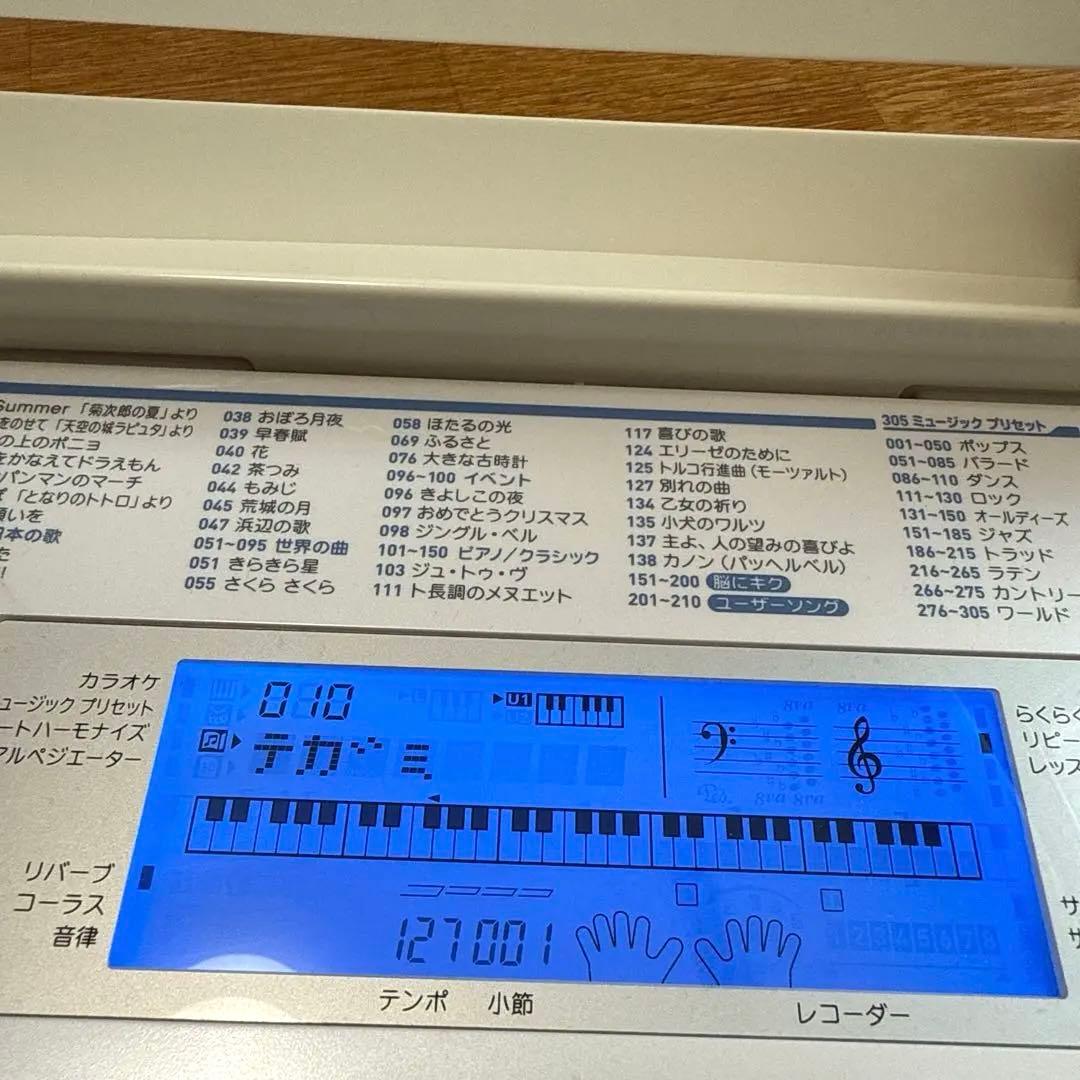 Summer 「菊次郎の夏」より
をのせて 「天空の城ラピュタ」より
の上のポニョ
をかなえてドラえもん
パンマンのマーチ
「となりのトトロ」より
願いを
日本の歌
た
!
038 おぼろ月夜
039 早春賦
040 花
042 茶つみ
044 もみじ
045 荒城の月
047 浜辺の歌
051~095 世界の曲
051 きらきら星
055 さくら さくら
058 ほたるの光
069 ふるさと
076 大きな古時計
096~100 イベント
096 きよしこの夜
097 おめでとうクリスマス
098 ジングル・ベル
101~150 ピアノ/クラシック
103 ジュ・トゥ・ヴ
111 ト長調のメヌエット
117 喜びの歌
124 エリーゼのために
125 トルコ行進曲 (モーツァルト)
127 別れの曲
134 乙女の祈り
135 小犬のワルツ
137 主よ、人の望みの喜びよ
138 カノン (パッヘルベル)
151~200 脳にキク
201~210 ユーザーソング
305 ミュージック プリセット
001~050 ポップス
051~085 バラード
086~110 ダンス
111~130 ロック
131~150 オールディーズ
151~185 ジャズ
186~215 トラッド
216~265 ラテン
266~275 カントリー
276~305 ワールド
カラオケ
ュージック プリセット
ートハーモナイズ
アルペジエーター
リバーブ
コーラス
音律
010
U1
テガミ
8va 8va
8va 8va
127 001
12345678
テンポ 小節
レコーダー
らくらく
リピー
レッス
サ
サ